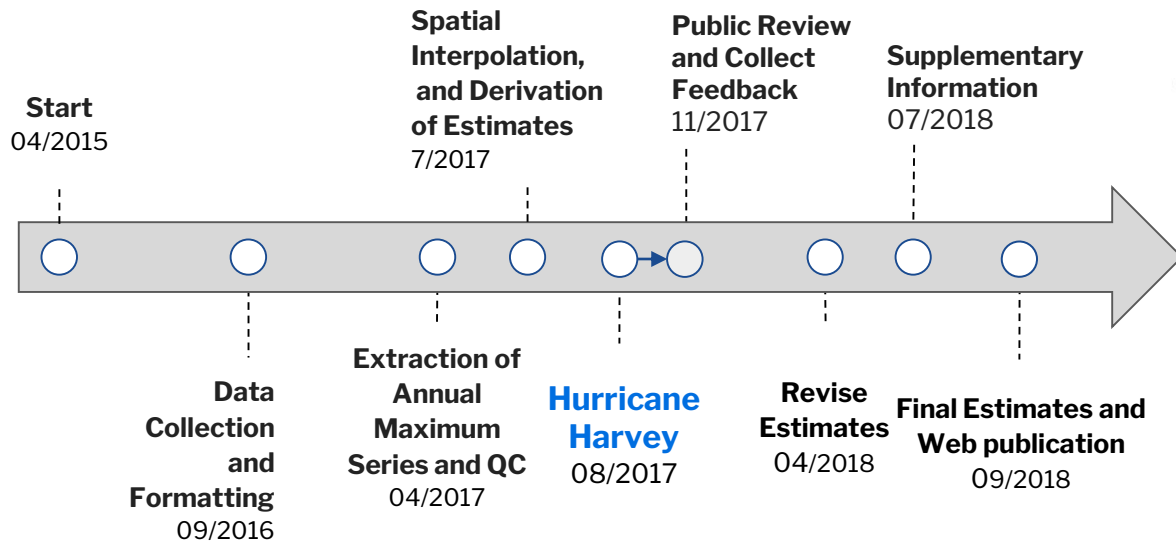 Start
04/2015
Data
Collection
and
Formatting
09/2016
Extraction of
Annual
Maximum
Series and QC
04/2017
Spatial
Interpolation,
and Derivation
of Estimates
7/2017
Hurricane
Harvey
08/2017
Public Review
and Collect
Feedback
11/2017
Revise
Estimates
04/2018
Supplementary
Information
07/2018
Final Estimates and
Web publication
09/2018